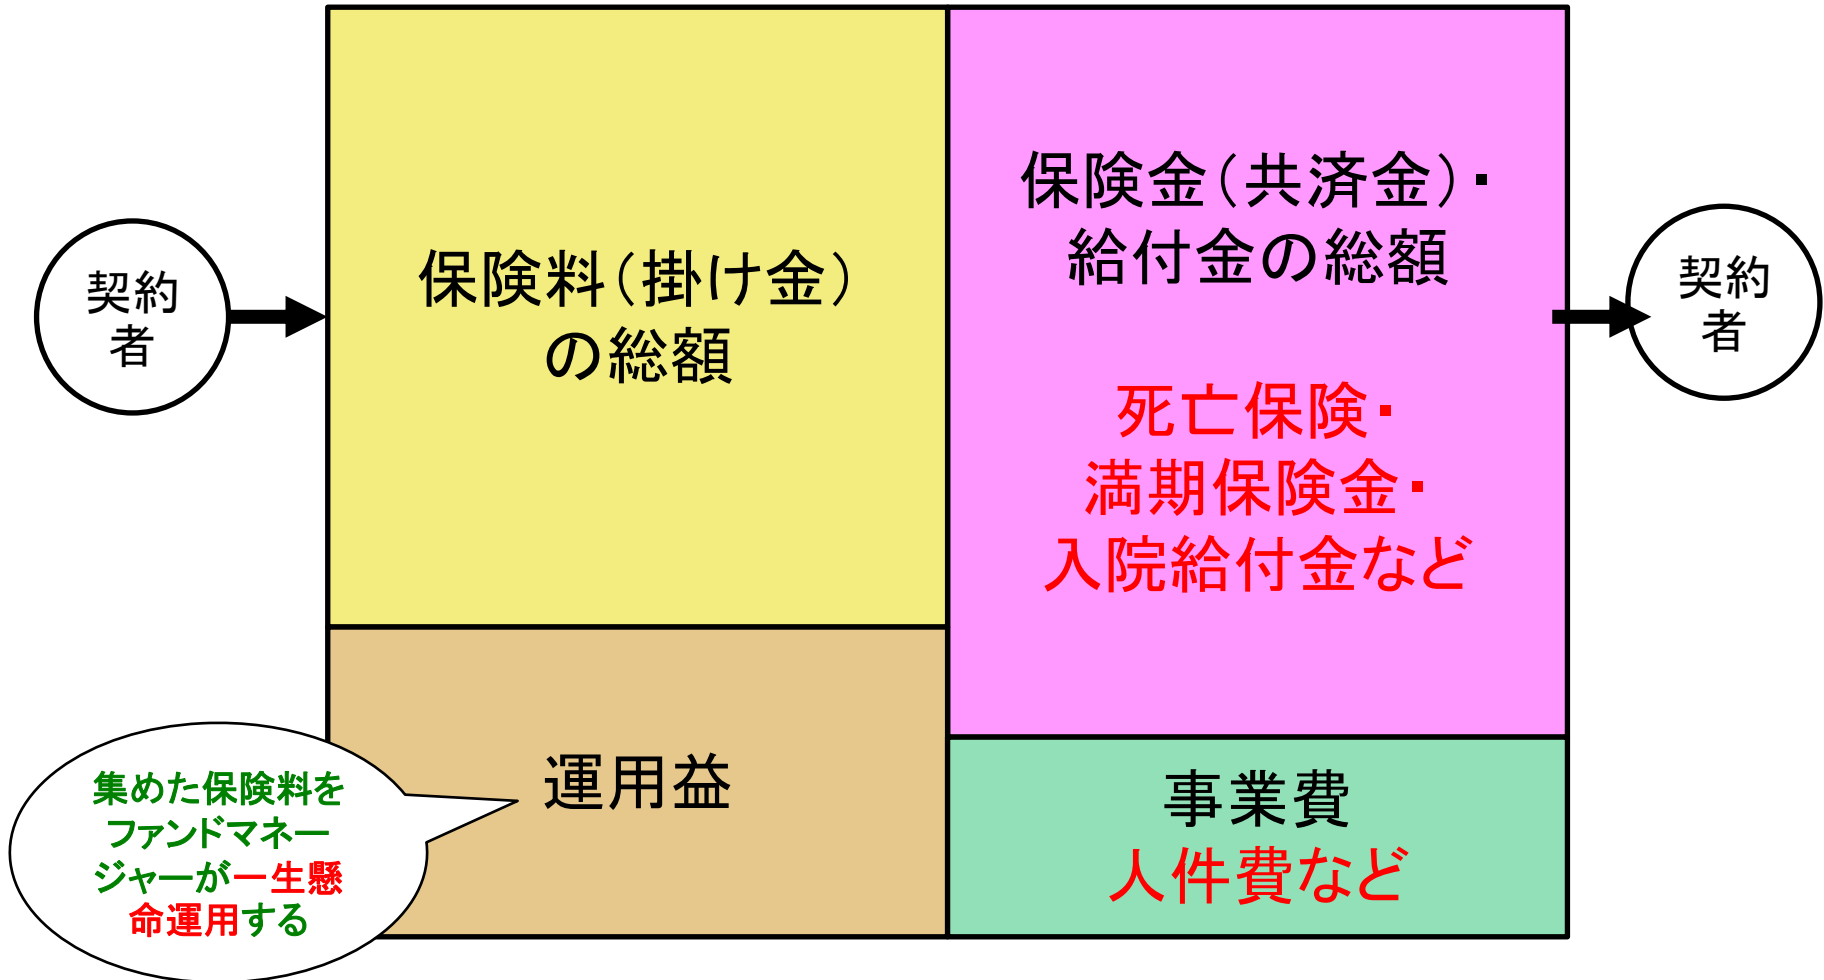 契約
者
保険料（掛け金）
の総額
保険金（共済金）・
給付金の総額
死亡保険・
満期保険金・
入院給付金など
契約
者
運用益
集めた保険料を
ファンドマネー
ジャーが一生懸
命運用する
事業費
人件費など